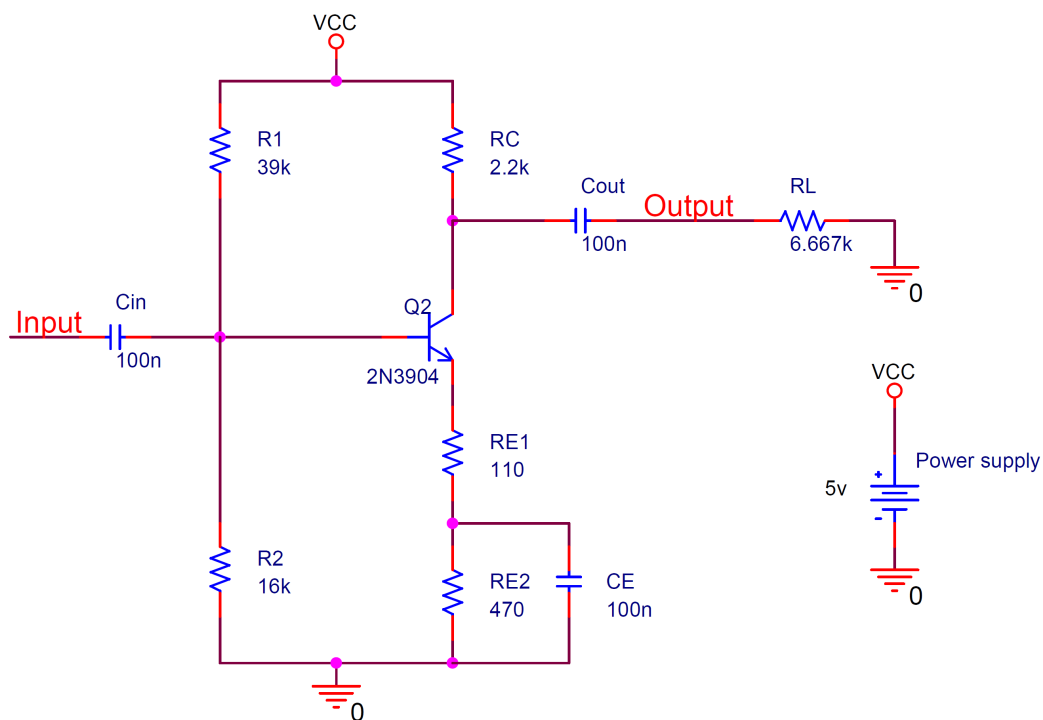 VCC
R1
39k
RC
2.2k
Cout
100n
Output
RL
6.667k
0
Input
Cin
100n
Q2
2N3904
RE1
110
R2
16k
RE2
470
CE
100n
0
VCC
Power supply
5v
+
-
0